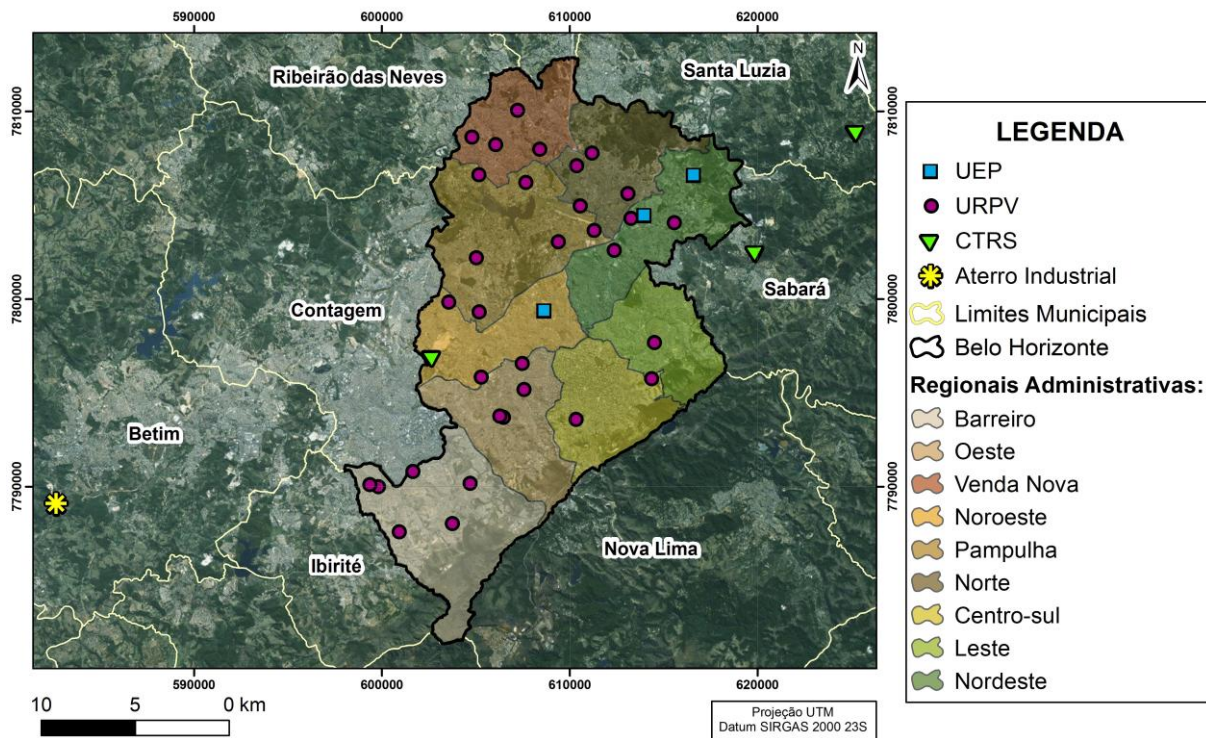 590000 600000 610000 620000
N
Ribeirão das Neves
Santa Luzia
7810000
7810000
Sabará
7800000
Contagem
7800000
Betim
7790000
7790000
Nova Lima
Ibirité
7780000
7780000
590000 600000 610000 620000
10 5 0 km
Projeção UTM
Datum SIRGAS 2000 23S
LEGENDA
UEP
URPV
CTRS
Aterro Industrial
Limites Municipais
Belo Horizonte
Regionais Administrativas:
Barreiro
Oeste
Venda Nova
Noroeste
Pampulha
Norte
Centro-sul
Leste
Nordeste